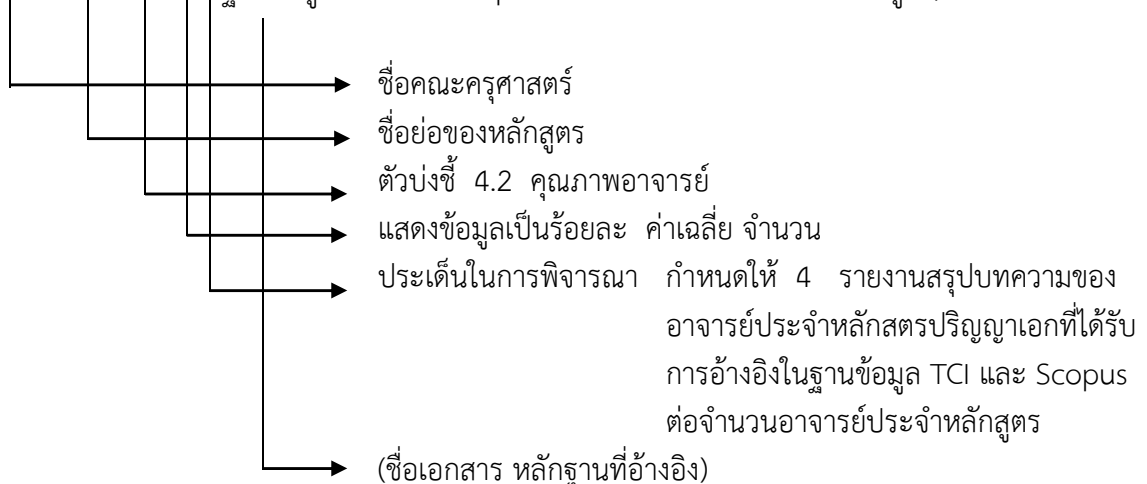 ชื่อคณะครุศาสตร์
ชื่อย่อของหลักสูตร
ตัวบ่งชี้ 4.2 คุณภาพอาจารย์
แสดงข้อมูลเป็นร้อยละ ค่าเฉลี่ย จำนวน
ประเด็นในการพิจารณา กำหนดให้ 4 รายงานสรุปบทความของ
อาจารย์ประจำหลักสตรปริญญาเอกที่ได้รับ
การอ้างอิงในฐานข้อมูล TCI และ Scopus
ต่อจำนวนอาจารย์ประจำหลักสูตร
(ชื่อเอกสาร หลักฐานที่อ้างอิง)